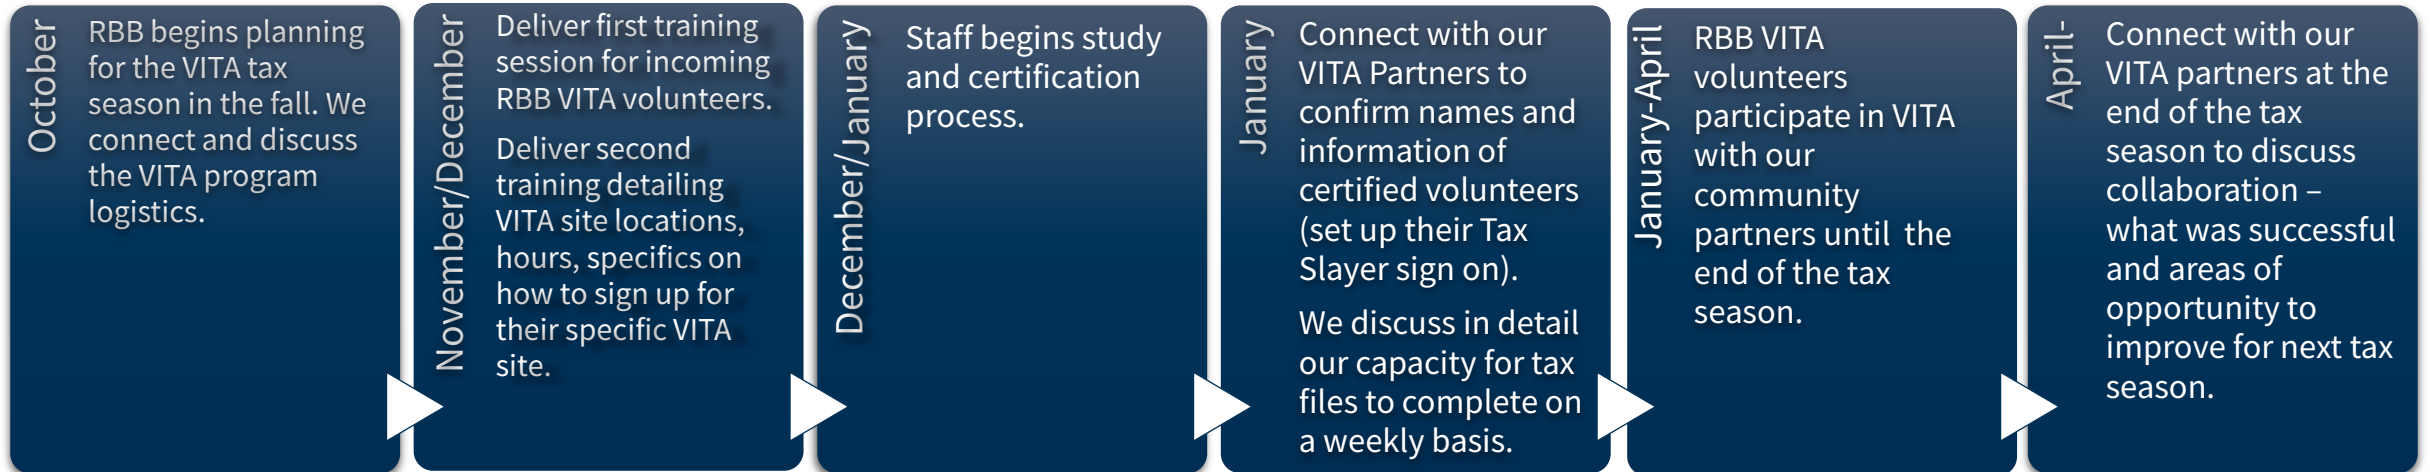 October
RBB begins planning
for the VITA tax
season in the fall. We
connect and discuss
the VITA program
logistics.
November/December
Deliver first training
session for incoming
RBB VITA volunteers.
Deliver second
training detailing
VITA site locations,
hours, specifics on
how to sign up for
their specific VITA
site.
December/January
Staff begins study
and certification
process.
January
Connect with our
VITA Partners to
confirm names and
information of
certified volunteers
(set up their Tax
Slayer sign on).
We discuss in detail
our capacity for tax
files to complete on
a weekly basis.
January-April
RBB VITA
volunteers
participate in VITA
with our
community
partners until  the
end of the tax
season.
April-
Connect with our
VITA partners at the
end of the tax
season to discuss
collaboration –
what was successful
and areas of
opportunity to
improve for next tax
season.